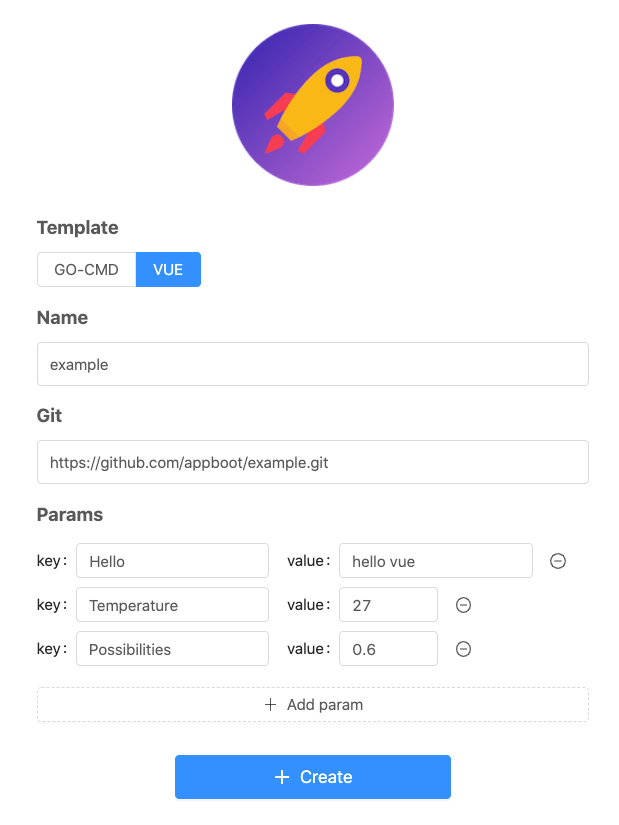 Template
GO-CMD VUE
Name
example
Git
https://github.com/appboot/example.git
Params
key: Hello value: hello vue
key: Temperature value: 27
key: Possibilities value: 0.6
+ Add param
+ Create